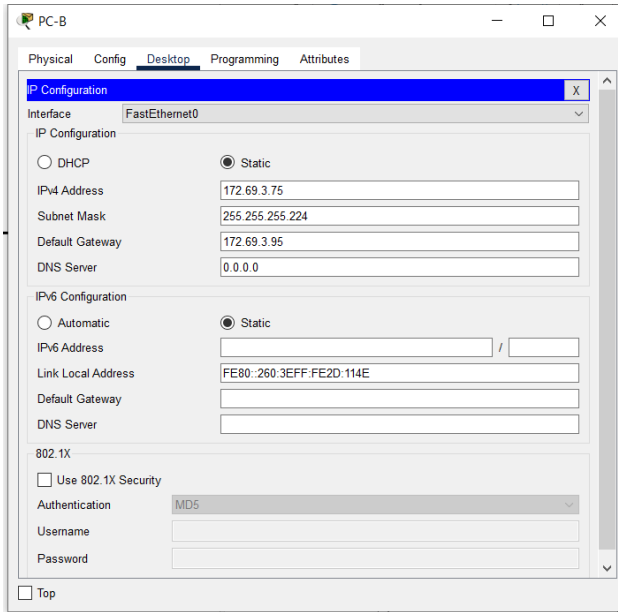 PC-B
Physical Config Desktop Programming Attributes
IP Configuration X
Interface FastEthernet0
IP Configuration
DHCP Static
IPv4 Address 172.69.3.75
Subnet Mask 255.255.255.224
Default Gateway 172.69.3.95
DNS Server 0.0.0.0
IPv6 Configuration
Automatic Static
IPv6 Address /
Link Local Address FE80::260:3EFF:FE2D:114E
Default Gateway
DNS Server
802.1X
Use 802.1X Security
Authentication MD5
Username
Password
Top